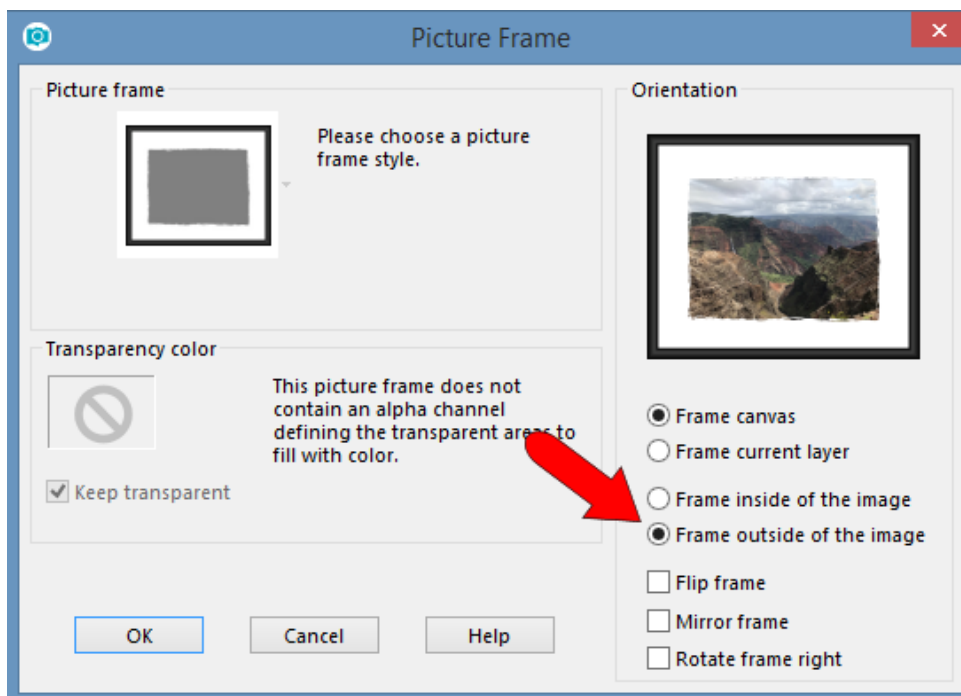 Picture Frame
Picture frame
Please choose a picture
frame style.
Transparency color
This picture frame does not
contain an alpha channel
defining the transparent areas to
fill with color.
Keep transparent
OK
Cancel
Help
Orientation
Frame canvas
Frame current layer
Frame inside of the image
Frame outside of the image
Flip frame
Mirror frame
Rotate frame right